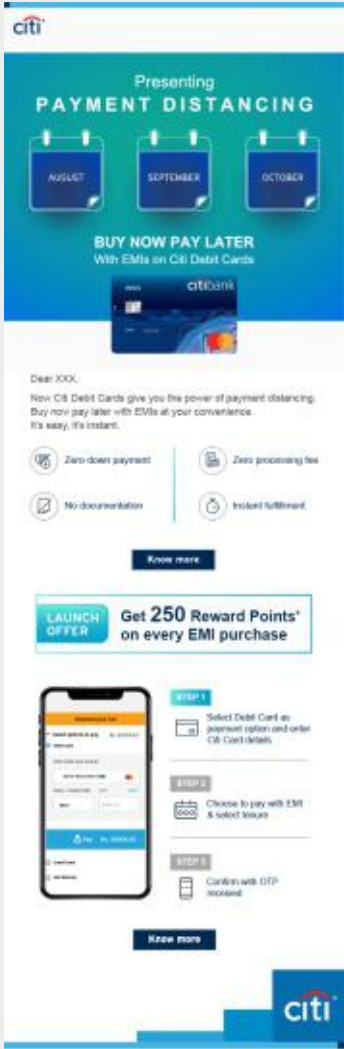 citi
Presenting
PAYMENT DISTANCING
AUGUST
SEPTEMBER
OCTOBER
BUY NOW PAY LATER
With EMIs on Citi Debit Cards
citibank
Dear XXX,
Now Citi Debit Cards give you the power of payment distancing.
Buy now pay later with EMIs at your convenience.
It's easy, it's instant.
Zero down payment
Zero processing fee
No documentation
Instant fulfillment
Know more
LAUNCH
OFFER
Get 250 Reward Points*
on every EMI purchase
STEP 1
Select Debit Card as
payment option and enter
Citi Card details
STEP 2
Choose to pay with EMI
& select tenure
STEP 3
Confirm with OTP
received
Pay
Know more
citi